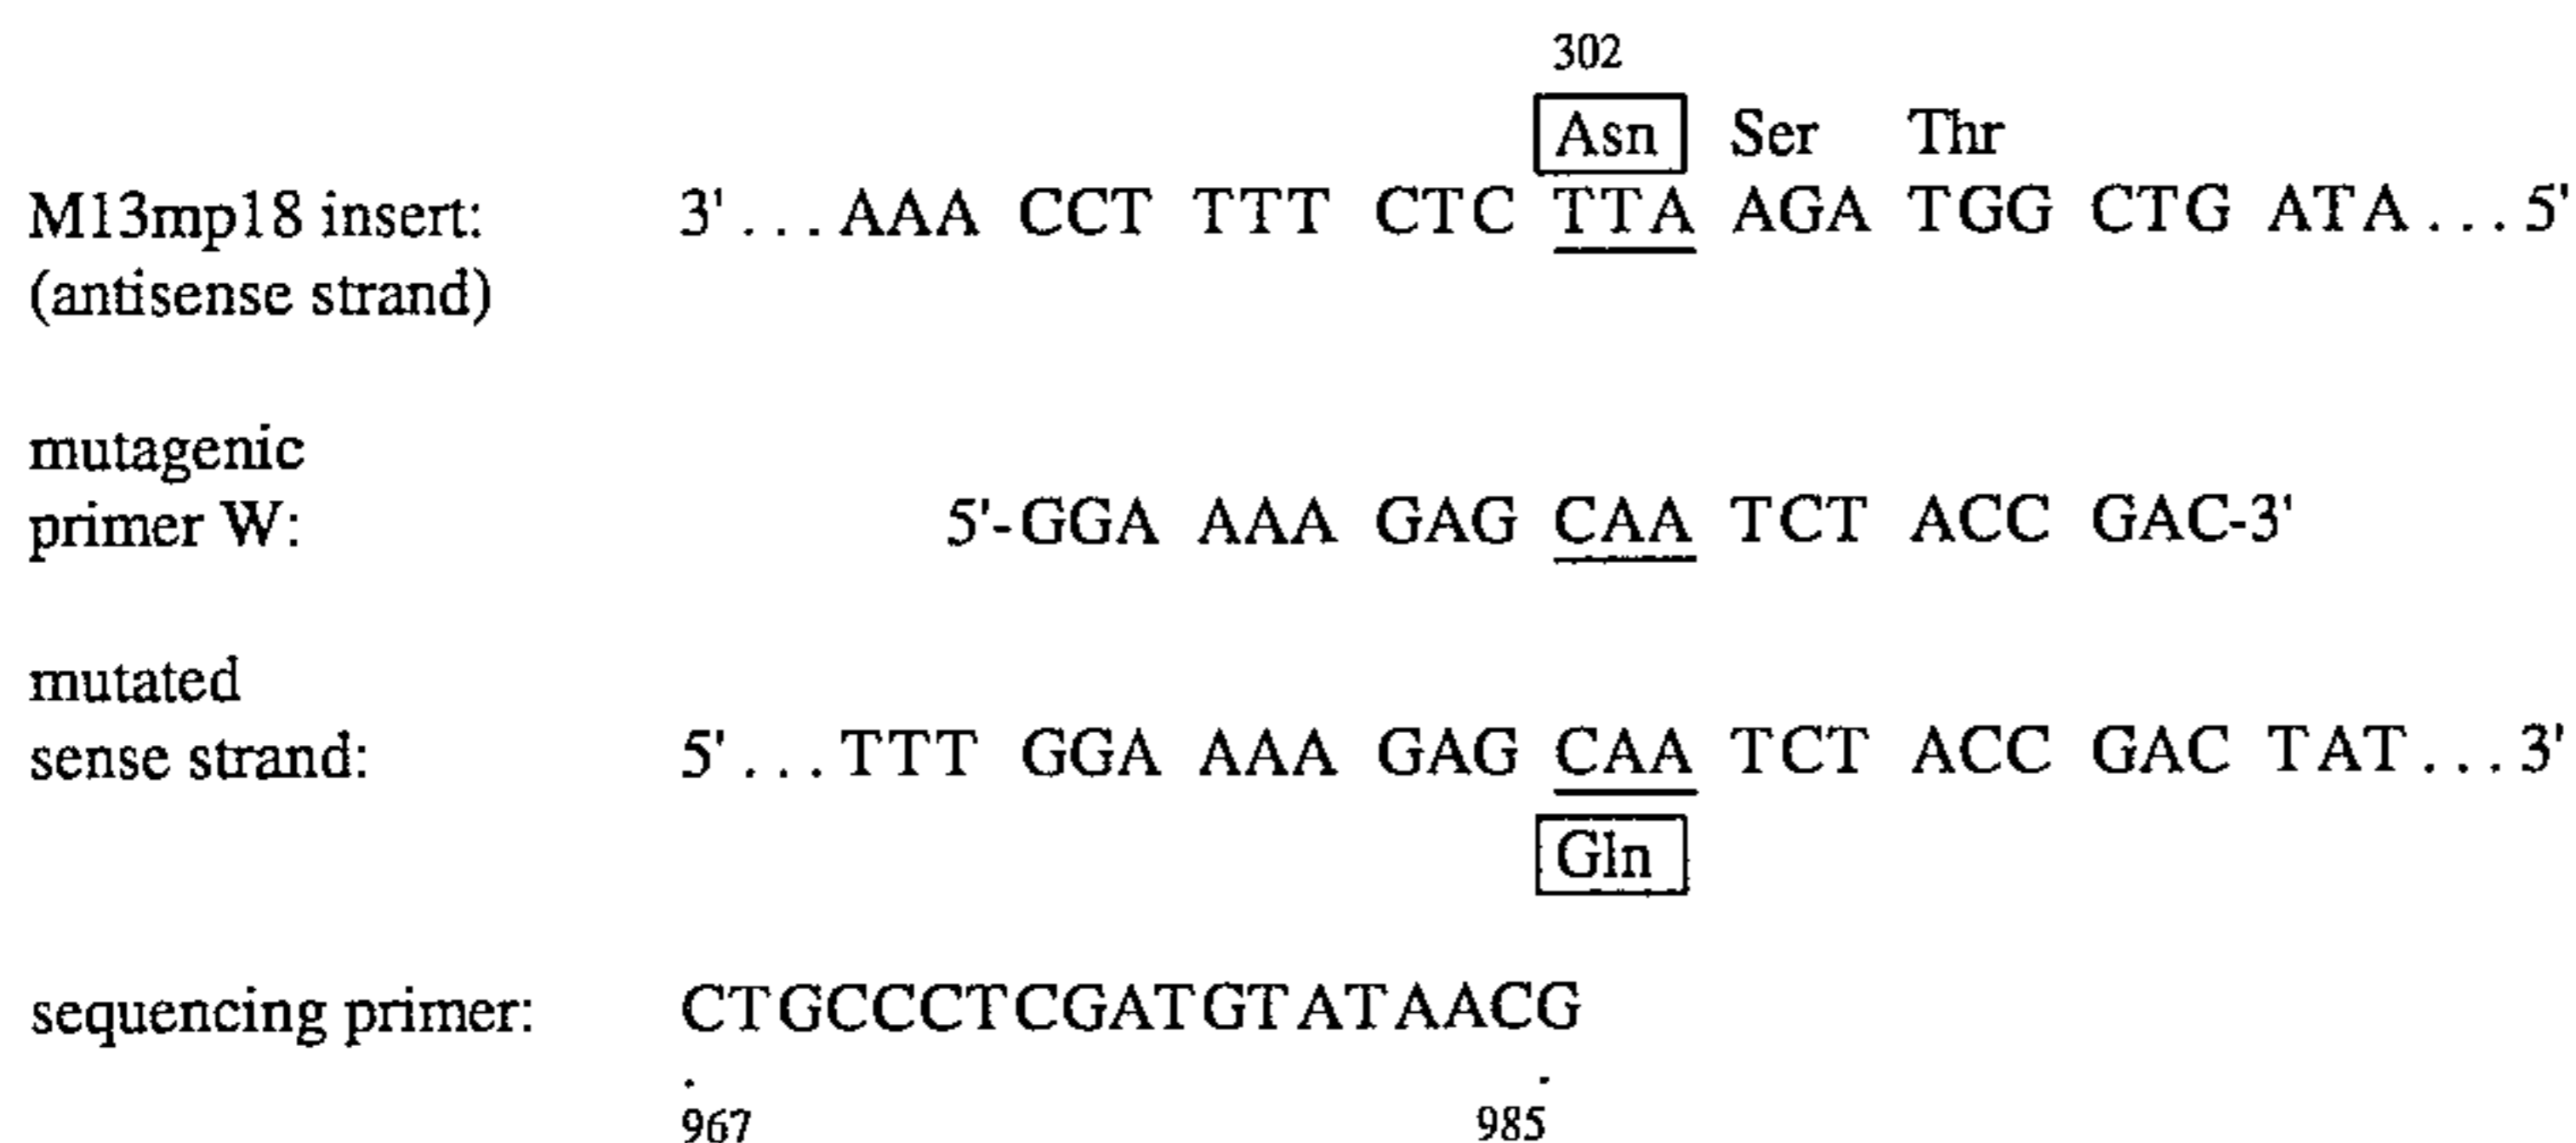 302
Asn Ser Thr
M13mp18 insert: 3'...AAA CCT TTT CTC TTA AGA TGG CTG ATA...5'
(antisense strand)
mutagenic
primer W: 5'-GGA AAA GAG CAA TCT ACC GAC-3'
mutated
sense strand: 5'...TTT GGA AAA GAG CAA TCT ACC GAC TAT...3'
Gln
sequencing primer: CTGCCCTCGATGTATAACG
. .
967 985